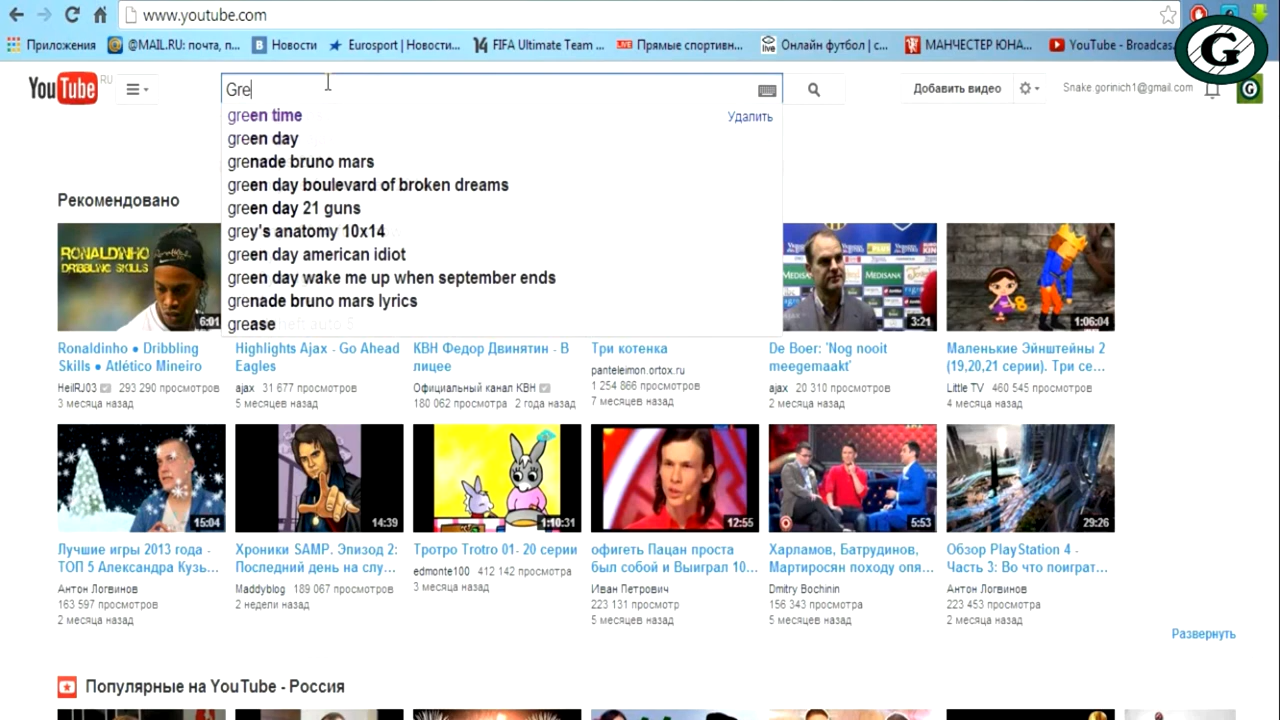 www.youtube.com
Приложения @MAIL.RU: почта, п... Новости Eurosport | Новости... FIFA Ultimate Team ... LIVE Прямые спортивн... live Онлайн футбол | с... МАНЧЕСТЕР ЮНА... YouTube - Broadcas
G
YouTube RU
Gre
Добавить видео
Snake.gorinich1@gmail.com
G
green time Удалить
green day
grenade bruno mars
green day boulevard of broken dreams
green day 21 guns
grey's anatomy 10x14
green day american idiot
green day wake me up when september ends
grenade bruno mars lyrics
grease
Рекомендовано
RONALDINHO
DRIBBLING SKILLS
6:01
MEDISANA
3:21
1:06:04
Ronaldinho ● Dribbling
Skills ● Atlético Mineiro
HeilRJ03 293 290 просмотров
3 месяца назад
Highlights Ajax - Go Ahead
Eagles
ajax 31 677 просмотров
5 месяцев назад
КВН Федор Двинятин - В
лицее
Официальный канал КВН
180 062 просмотра 2 года назад
Три котенка
panteleimon.ortox.ru
1 254 866 просмотров
7 месяцев назад
De Boer: 'Nog nooit
meegemaakt'
ajax 20 310 просмотров
2 месяца назад
Маленькие Эйнштейны 2
(19,20,21 серии). Три се...
Little TV 460 545 просмотров
4 месяца назад
15:04
14:39
1:10:31
12:55
5:53
29:26
Лучшие игры 2013 года -
ТОП 5 Александра Кузь...
Антон Логвинов
163 597 просмотров
2 месяца назад
Хроники SAMP. Эпизод 2:
Последний день на слу...
Maddyblog 189 067 просмотров
2 недели назад
Тротро Trotro 01- 20 серии
edmonte100 412 142 просмотра
3 месяца назад
офигеть Пацан проста
был собой и Выиграл 10...
Иван Петрович
223 131 просмотр
5 месяцев назад
Харламов, Батрудинов,
Мартиросян походу опя...
Dmitry Bochinin
156 343 просмотра
5 месяцев назад
Обзор PlayStation 4 -
Часть 3: Во что поиграт...
Антон Логвинов
223 453 просмотра
2 месяца назад
Развернуть
Популярные на YouTube - Россия